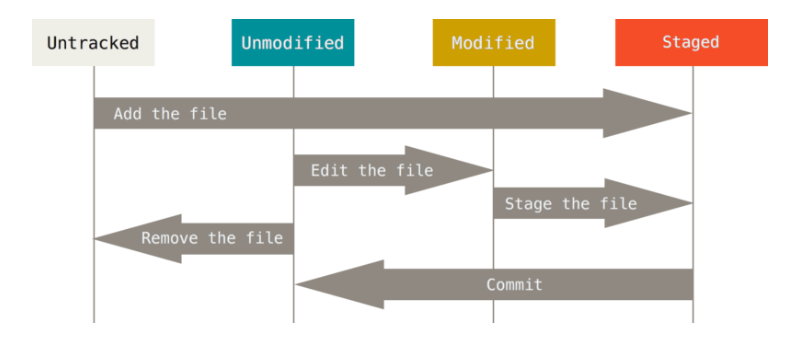 Untracked
Unmodified
Modified
Staged
Add the file
Edit the file
Stage the file
Remove the file
Commit